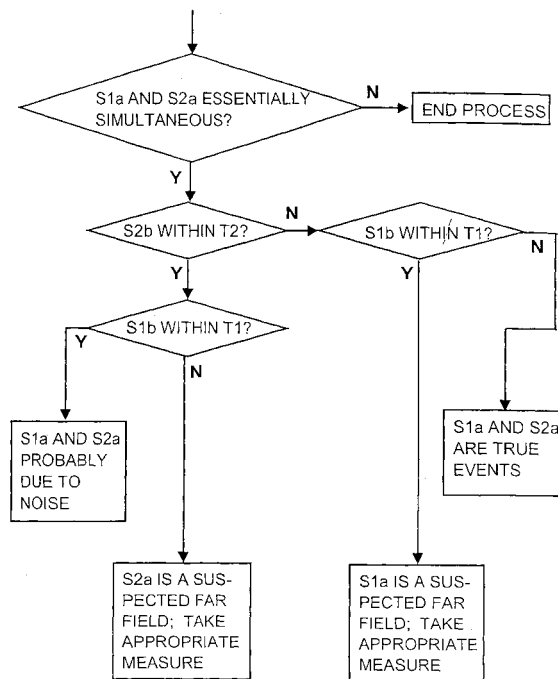 S1a AND S2a ESSENTIALLY
SIMULTANEOUS?
N
END PROCESS
Y
S2b WITHIN T2?
N
S1b WITHIN T1?
N
Y
Y
S1b WITHIN T1?
Y
N
S1a AND S2a
PROBABLY
DUE TO
NOISE
S1a AND S2a
ARE TRUE
EVENTS
S2a IS A SUS-
PECTED FAR
FIELD; TAKE
APPROPRIATE
MEASURE
S1a IS A SUS-
PECTED FAR
FIELD; TAKE
APPROPRIATE
MEASURE